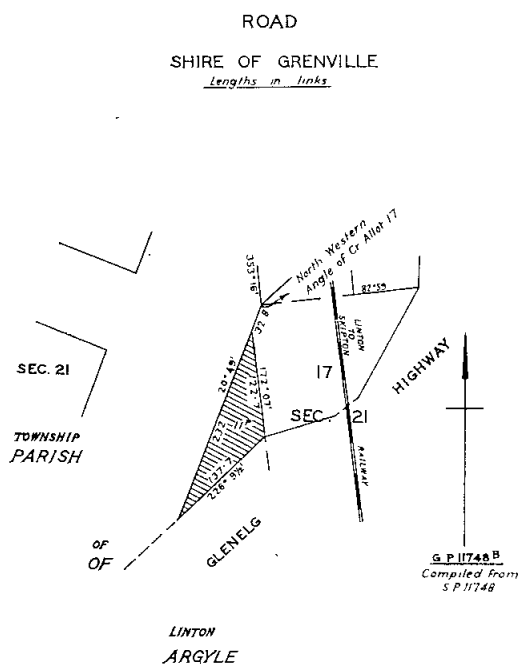 ROAD
SHIRE OF GRENVILLE
Lengths in links
353°16'
North Western
Angle of Cr Allot 17
32·8
82°59'
LINTON
TO
SKIPTON
RAILWAY
17
SEC. 21
HIGHWAY
20°49'
232
172°07'
122·7
137·7
226°9½'
SEC. 21
TOWNSHIP
PARISH
OF
OF
GLENELG
G P 11748 B
Compiled from
S P 11748
LINTON
ARGYLE